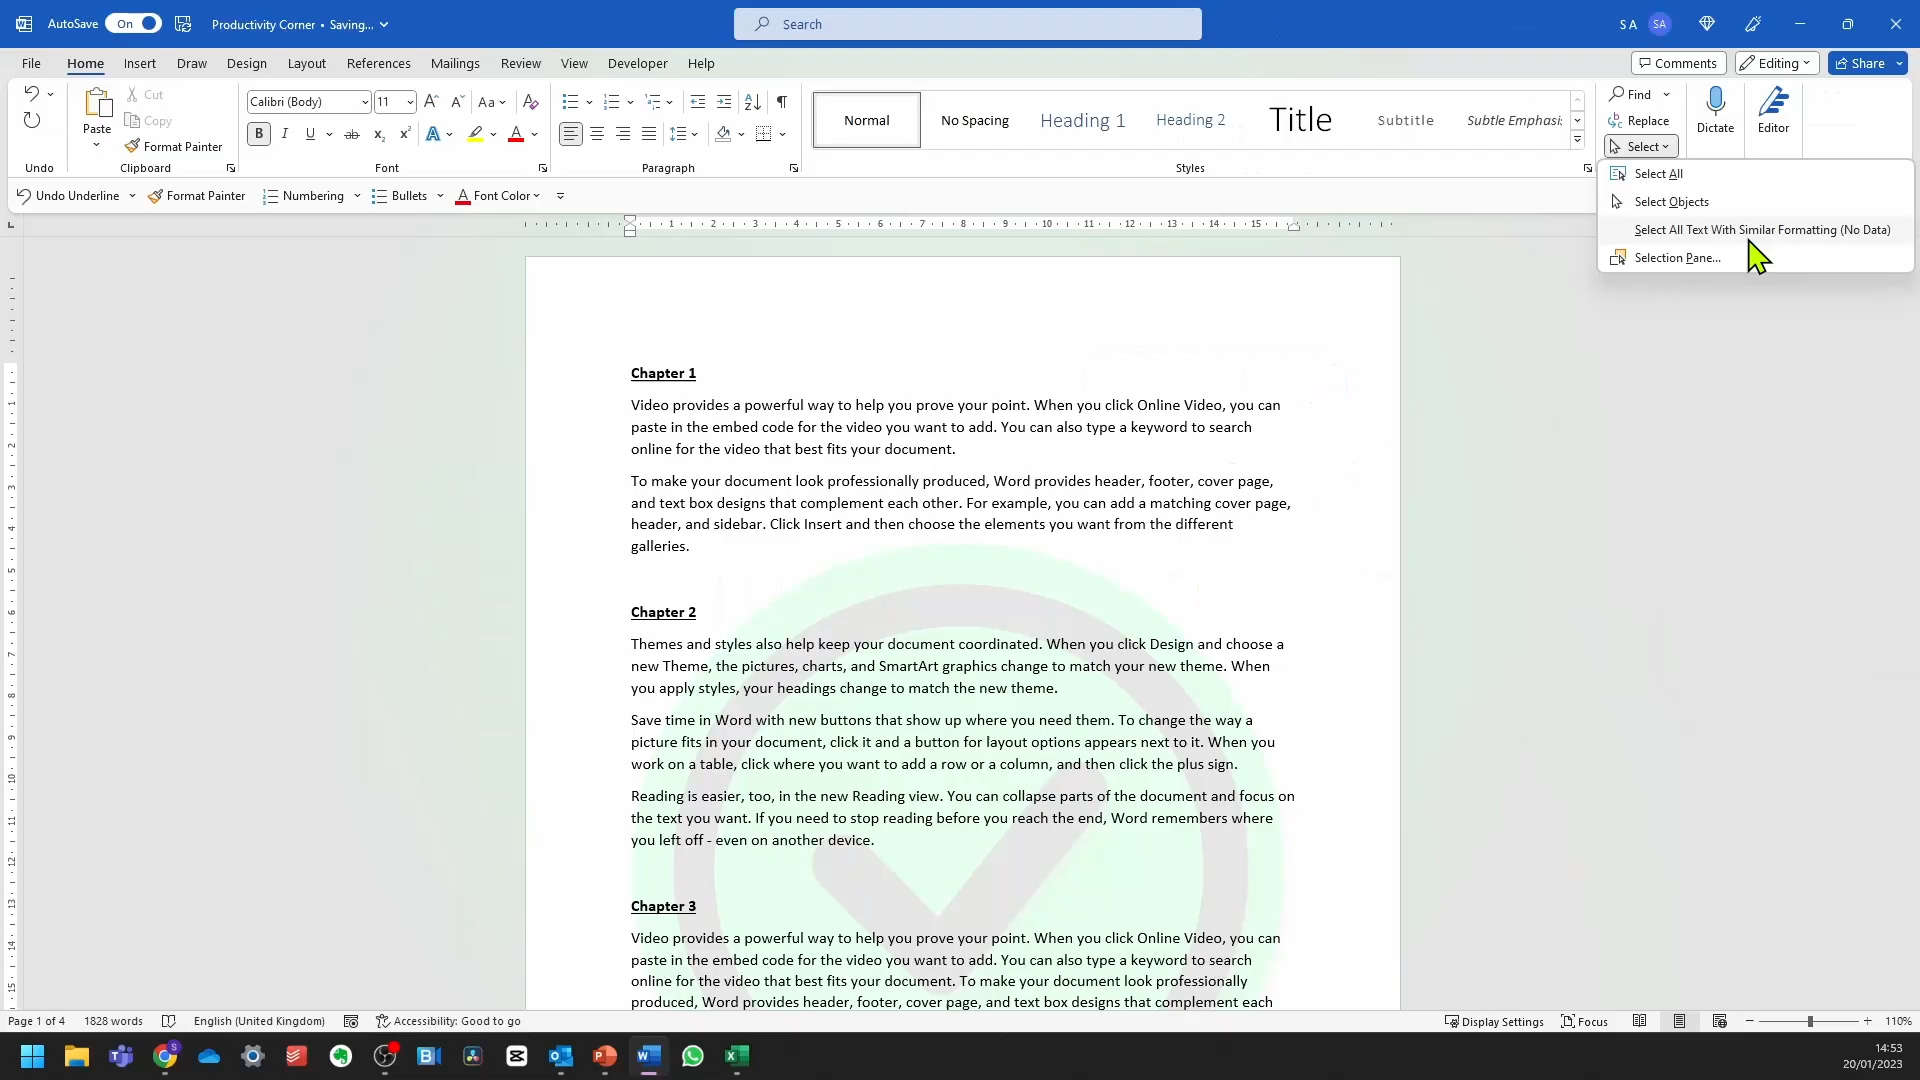 AutoSave On Productivity Corner • Saving... Search S A SA
File Home Insert Draw Design Layout References Mailings Review View Developer Help Comments Editing Share
Paste Cut Copy Format Painter
Calibri (Body) 11 Aa
B I U ab x₂ x² A A
Normal No Spacing Heading 1 Heading 2 Title Subtitle Subtle Emphasis
Find
Replace
Select
Dictate Editor
Undo Clipboard Font Paragraph Styles
Undo Underline Format Painter Numbering Bullets Font Color
Select All
Select Objects
Select All Text With Similar Formatting (No Data)
Selection Pane...
1 2 3 4 5 6 7 8 9 10 11 12 13 14 15
Chapter 1
Video provides a powerful way to help you prove your point. When you click Online Video, you can
paste in the embed code for the video you want to add. You can also type a keyword to search
online for the video that best fits your document.
To make your document look professionally produced, Word provides header, footer, cover page,
and text box designs that complement each other. For example, you can add a matching cover page,
header, and sidebar. Click Insert and then choose the elements you want from the different
galleries.
Chapter 2
Themes and styles also help keep your document coordinated. When you click Design and choose a
new Theme, the pictures, charts, and SmartArt graphics change to match your new theme. When
you apply styles, your headings change to match the new theme.
Save time in Word with new buttons that show up where you need them. To change the way a
picture fits in your document, click it and a button for layout options appears next to it. When you
work on a table, click where you want to add a row or a column, and then click the plus sign.
Reading is easier, too, in the new Reading view. You can collapse parts of the document and focus on
the text you want. If you need to stop reading before you reach the end, Word remembers where
you left off - even on another device.
Chapter 3
Video provides a powerful way to help you prove your point. When you click Online Video, you can
paste in the embed code for the video you want to add. You can also type a keyword to search
online for the video that best fits your document. To make your document look professionally
produced, Word provides header, footer, cover page, and text box designs that complement each
Page 1 of 4 1828 words English (United Kingdom) Accessibility: Good to go Display Settings Focus 110%
14:53
20/01/2023